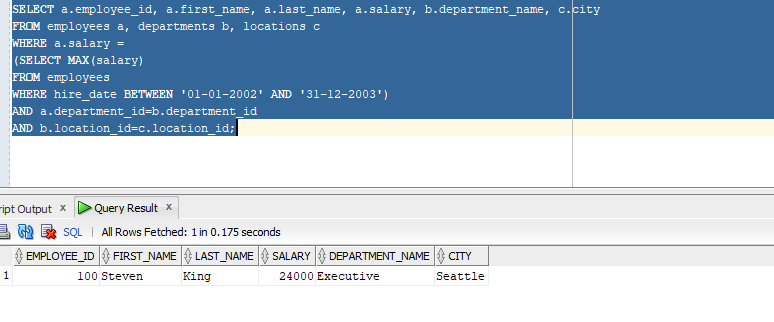 SELECT a.employee_id, a.first_name, a.last_name, a.salary, b.department_name, c.city
FROM employees a, departments b, locations c
WHERE a.salary =
(SELECT MAX(salary)
FROM employees
WHERE hire_date BETWEEN '01-01-2002' AND '31-12-2003')
AND a.department_id=b.department_id
AND b.location_id=c.location_id;
ript Output x Query Result x
SQL | All Rows Fetched: 1 in 0.175 seconds
EMPLOYEE_ID FIRST_NAME LAST_NAME SALARY DEPARTMENT_NAME CITY
1 100 Steven King 24000 Executive Seattle